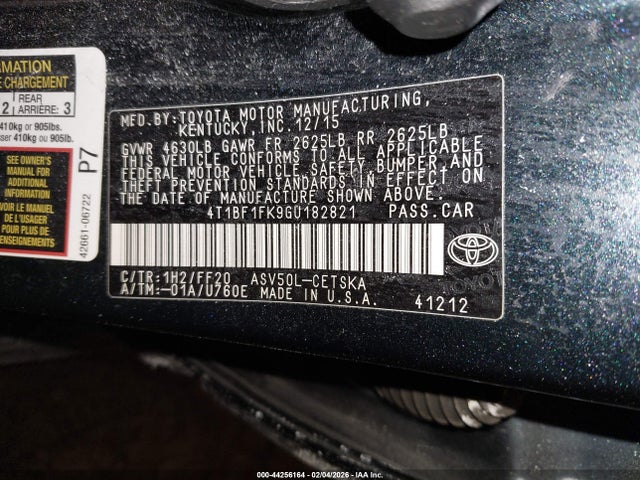 MATION
E CHARGEMENT
2 REAR
ARRIÈRE: 3
410kg or 905lbs.
ser 410kg ou 905lb.
SEE OWNER'S
MANUAL FOR
ADDITIONAL
INFORMATION
VOIR LE MANUEL
DE L'USAGER
POUR PLUS DE
RENSEIGNEMENTS
P7
42661-06722
MFD.BY:TOYOTA MOTOR MANUFACTURING,
KENTUCKY,INC.12/15
GVWR 4630LB GAWR FR 2625LB RR 2625LB
THIS VEHICLE CONFORMS TO ALL APPLICABLE
FEDERAL MOTOR VEHICLE SAFETY,BUMPER,AND
THEFT PREVENTION STANDARDS IN EFFECT ON
THE DATE OF MANUFACTURE SHOWN ABOVE.
4T1BF1FK9GU182821 PASS.CAR
C/TR:1H2/FF20 ASV50L-CETSKA
A/TM:-01A/U760E MADE IN U.S.A. 41212
TOYOTA
000-44256164 - 02/04/2026 - IAA Inc.